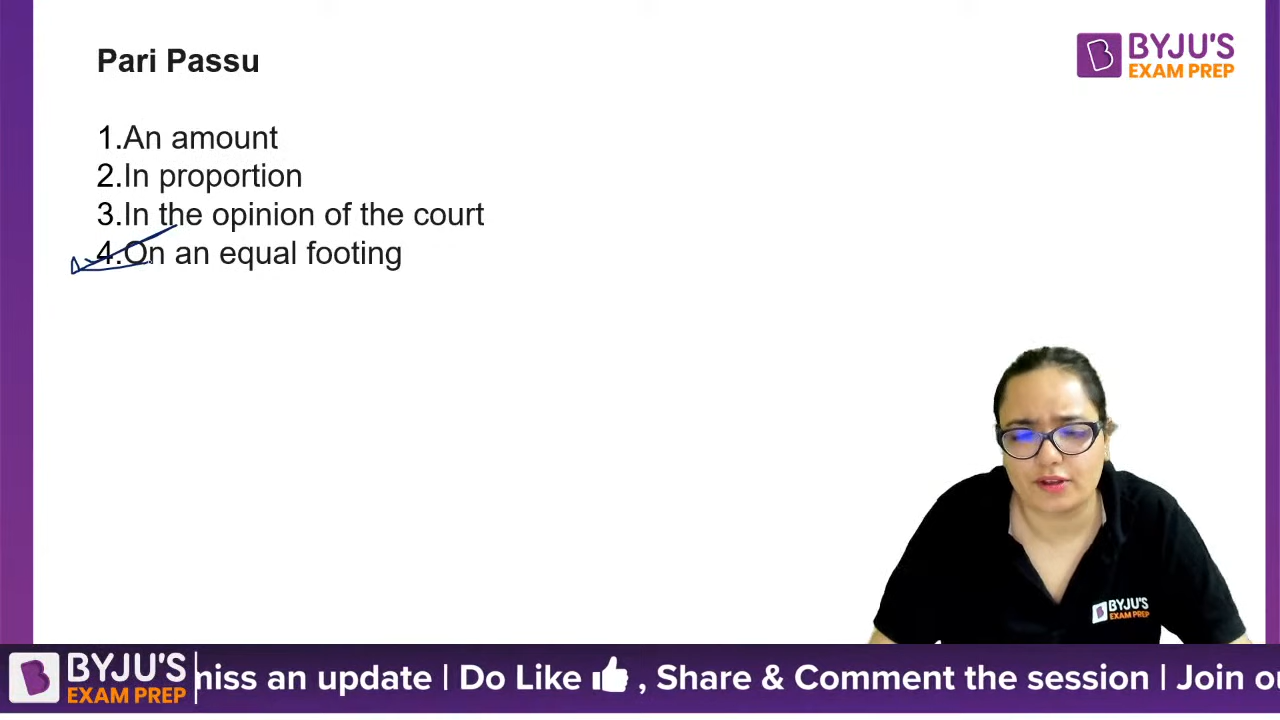 Pari Passu
BYJU'S
EXAM PREP
1.An amount
2.In proportion
3.In the opinion of the court
4.On an equal footing
BYJU'S
EXAM PREP
BYJU'S
EXAM PREP
miss an update | Do Like , Share & Comment the session | Join ou